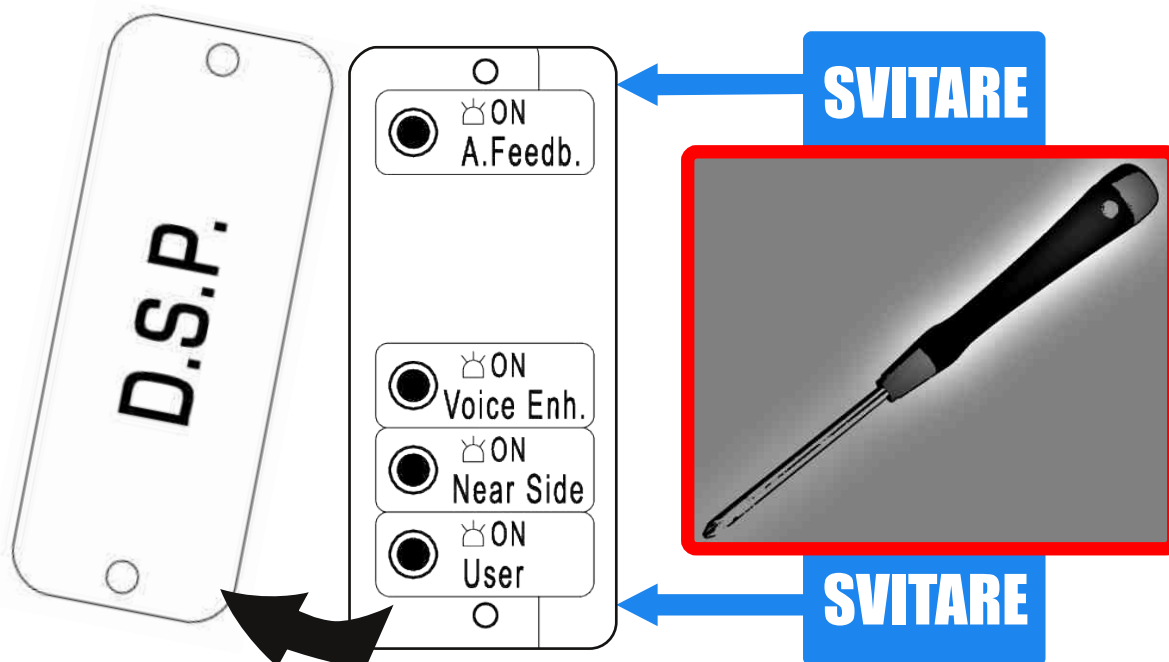 D.S.P.
ON
A.Feedb.
ON
Voice Enh.
ON
Near Side
ON
User
SVITARE
SVITARE